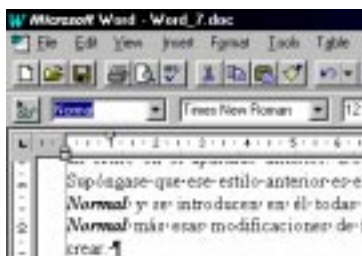 Microsoft Word - Word_7.doc
File Edit View Insert Format Tools Table
Normal Times New Roman 12
Supóngase·que·ese·estilo·anterior·es·e
Normal·y·se·introducen·en·él·todas·
Normal·más·esas·modificaciones·de·
crear.¶